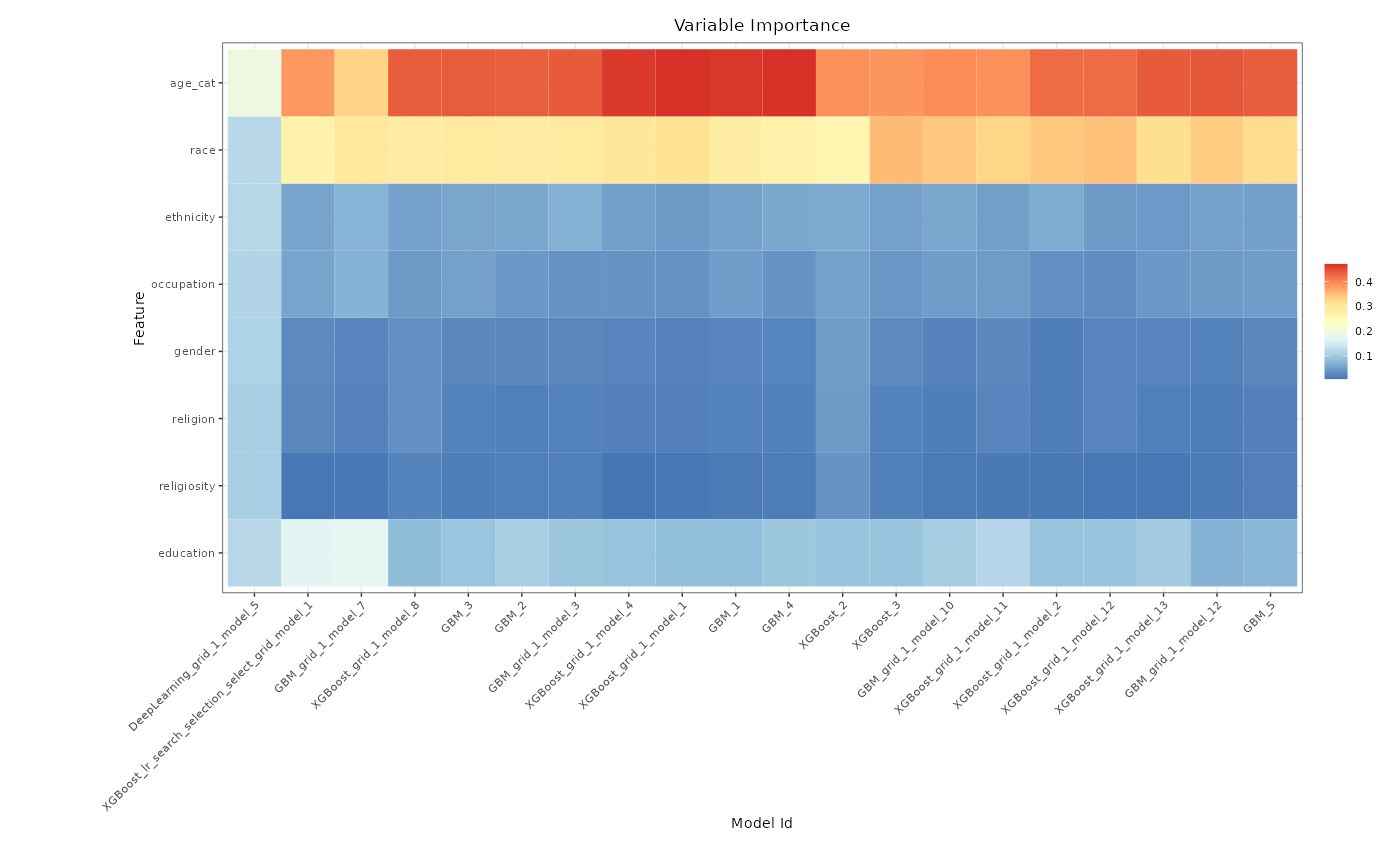 Variable Importance
Feature
age_cat
race
ethnicity
occupation
gender
religion
religiosity
education
0.4
0.3
0.2
0.1
DeepLearning_grid_1_model_5
XGBoost_lr_search_selection_select_grid_model_1
GBM_grid_1_model_7
XGBoost_grid_1_model_8
GBM_3
GBM_2
GBM_grid_1_model_3
XGBoost_grid_1_model_4
XGBoost_grid_1_model_1
GBM_1
GBM_4
XGBoost_2
XGBoost_3
GBM_grid_1_model_10
XGBoost_grid_1_model_11
XGBoost_grid_1_model_2
XGBoost_grid_1_model_12
XGBoost_grid_1_model_13
GBM_grid_1_model_12
GBM_5
Model Id